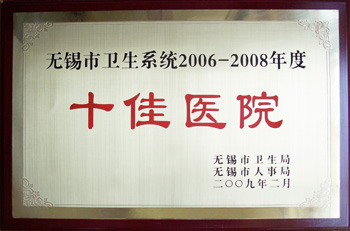 无锡市卫生系统2006-2008年度
十佳医院
无锡市卫生局
无锡市人事局
二〇〇九年二月